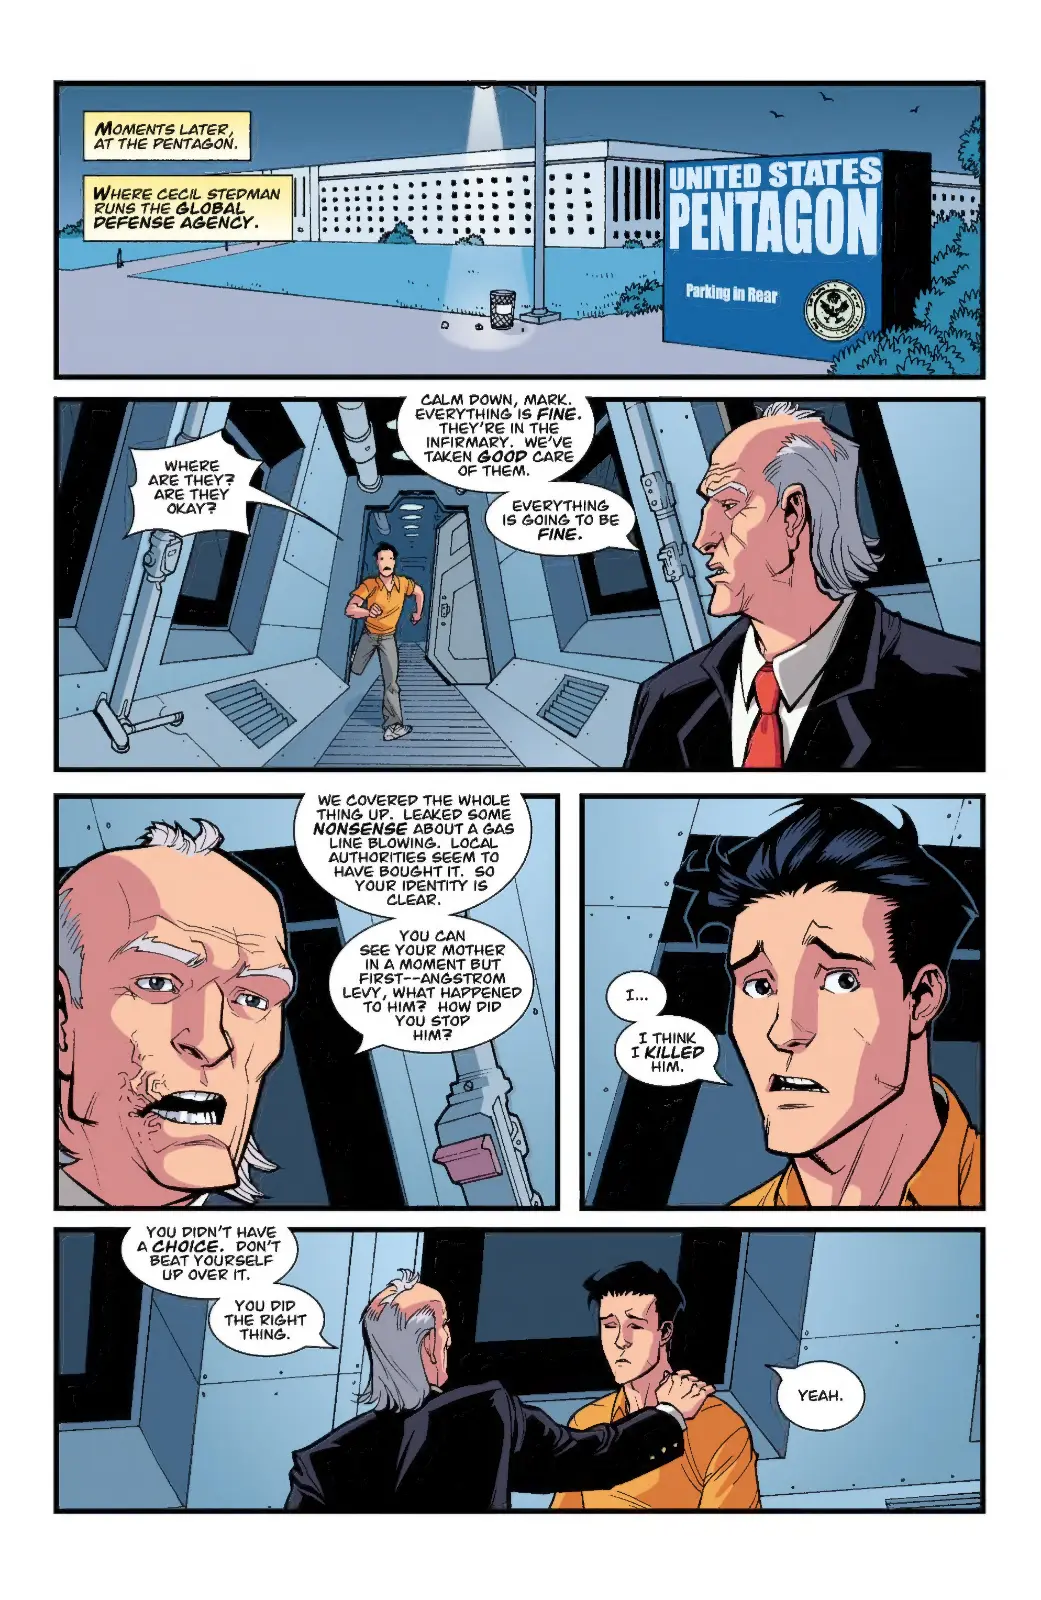 MOMENTS LATER,
AT THE PENTAGON.
WHERE CECIL STEDMAN
RUNS THE GLOBAL
DEFENSE AGENCY.
UNITED STATES
PENTAGON
Parking in Rear
WHERE
ARE THEY?
ARE THEY
OKAY?
CALM DOWN, MARK.
EVERYTHING IS FINE.
THEY'RE IN THE
INFIRMARY. WE'VE
TAKEN GOOD CARE
OF THEM.
EVERYTHING
IS GOING TO BE
FINE.
WE COVERED THE WHOLE
THING UP. LEAKED SOME
NONSENSE ABOUT A GAS
LINE BLOWING. LOCAL
AUTHORITIES SEEM TO
HAVE BOUGHT IT. SO
YOUR IDENTITY IS
CLEAR.
YOU CAN
SEE YOUR MOTHER
IN A MOMENT BUT
FIRST--ANGSTROM
LEVY, WHAT HAPPENED
TO HIM? HOW DID
YOU STOP
HIM?
I...
I THINK
I KILLED
HIM.
YOU DIDN'T HAVE
A CHOICE. DON'T
BEAT YOURSELF
UP OVER IT.
YOU DID
THE RIGHT
THING.
YEAH.